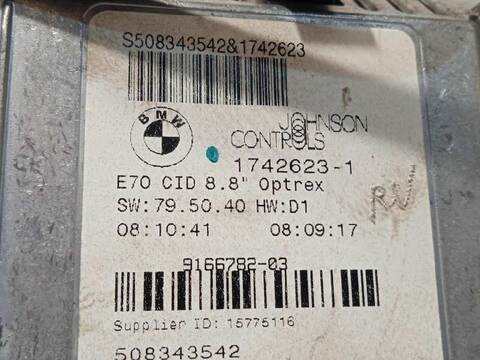 S508343542&1742623
BMW
JOHNSON
CONTROLS
1742623-1
E70 CID 8.8" Optrex
SW:79.50.40 HW:D1
08:10:41 08:09:17
9166782-03
Supplier ID: 15775116
508343542